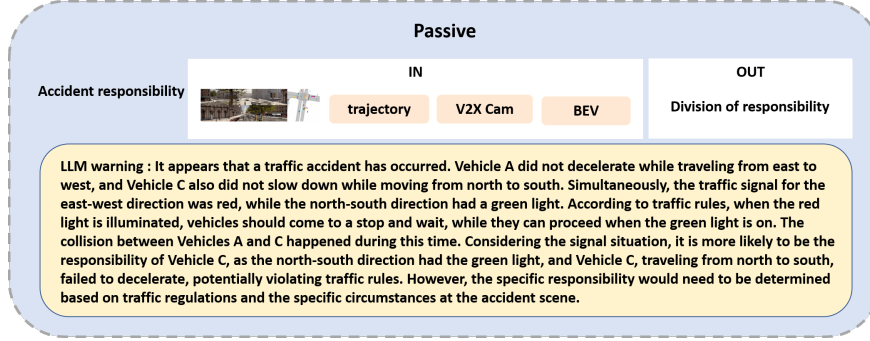 Passive
IN
OUT
Accident responsibility
trajectory
V2X Cam
BEV
Division of responsibility
LLM warning : It appears that a traffic accident has occurred. Vehicle A did not decelerate while traveling from east to
west, and Vehicle C also did not slow down while moving from north to south. Simultaneously, the traffic signal for the
east-west direction was red, while the north-south direction had a green light. According to traffic rules, when the red
light is illuminated, vehicles should come to a stop and wait, while they can proceed when the green light is on. The
collision between Vehicles A and C happened during this time. Considering the signal situation, it is more likely to be the
responsibility of Vehicle C, as the north-south direction had the green light, and Vehicle C, traveling from north to south,
failed to decelerate, potentially violating traffic rules. However, the specific responsibility would need to be determined
based on traffic regulations and the specific circumstances at the accident scene.